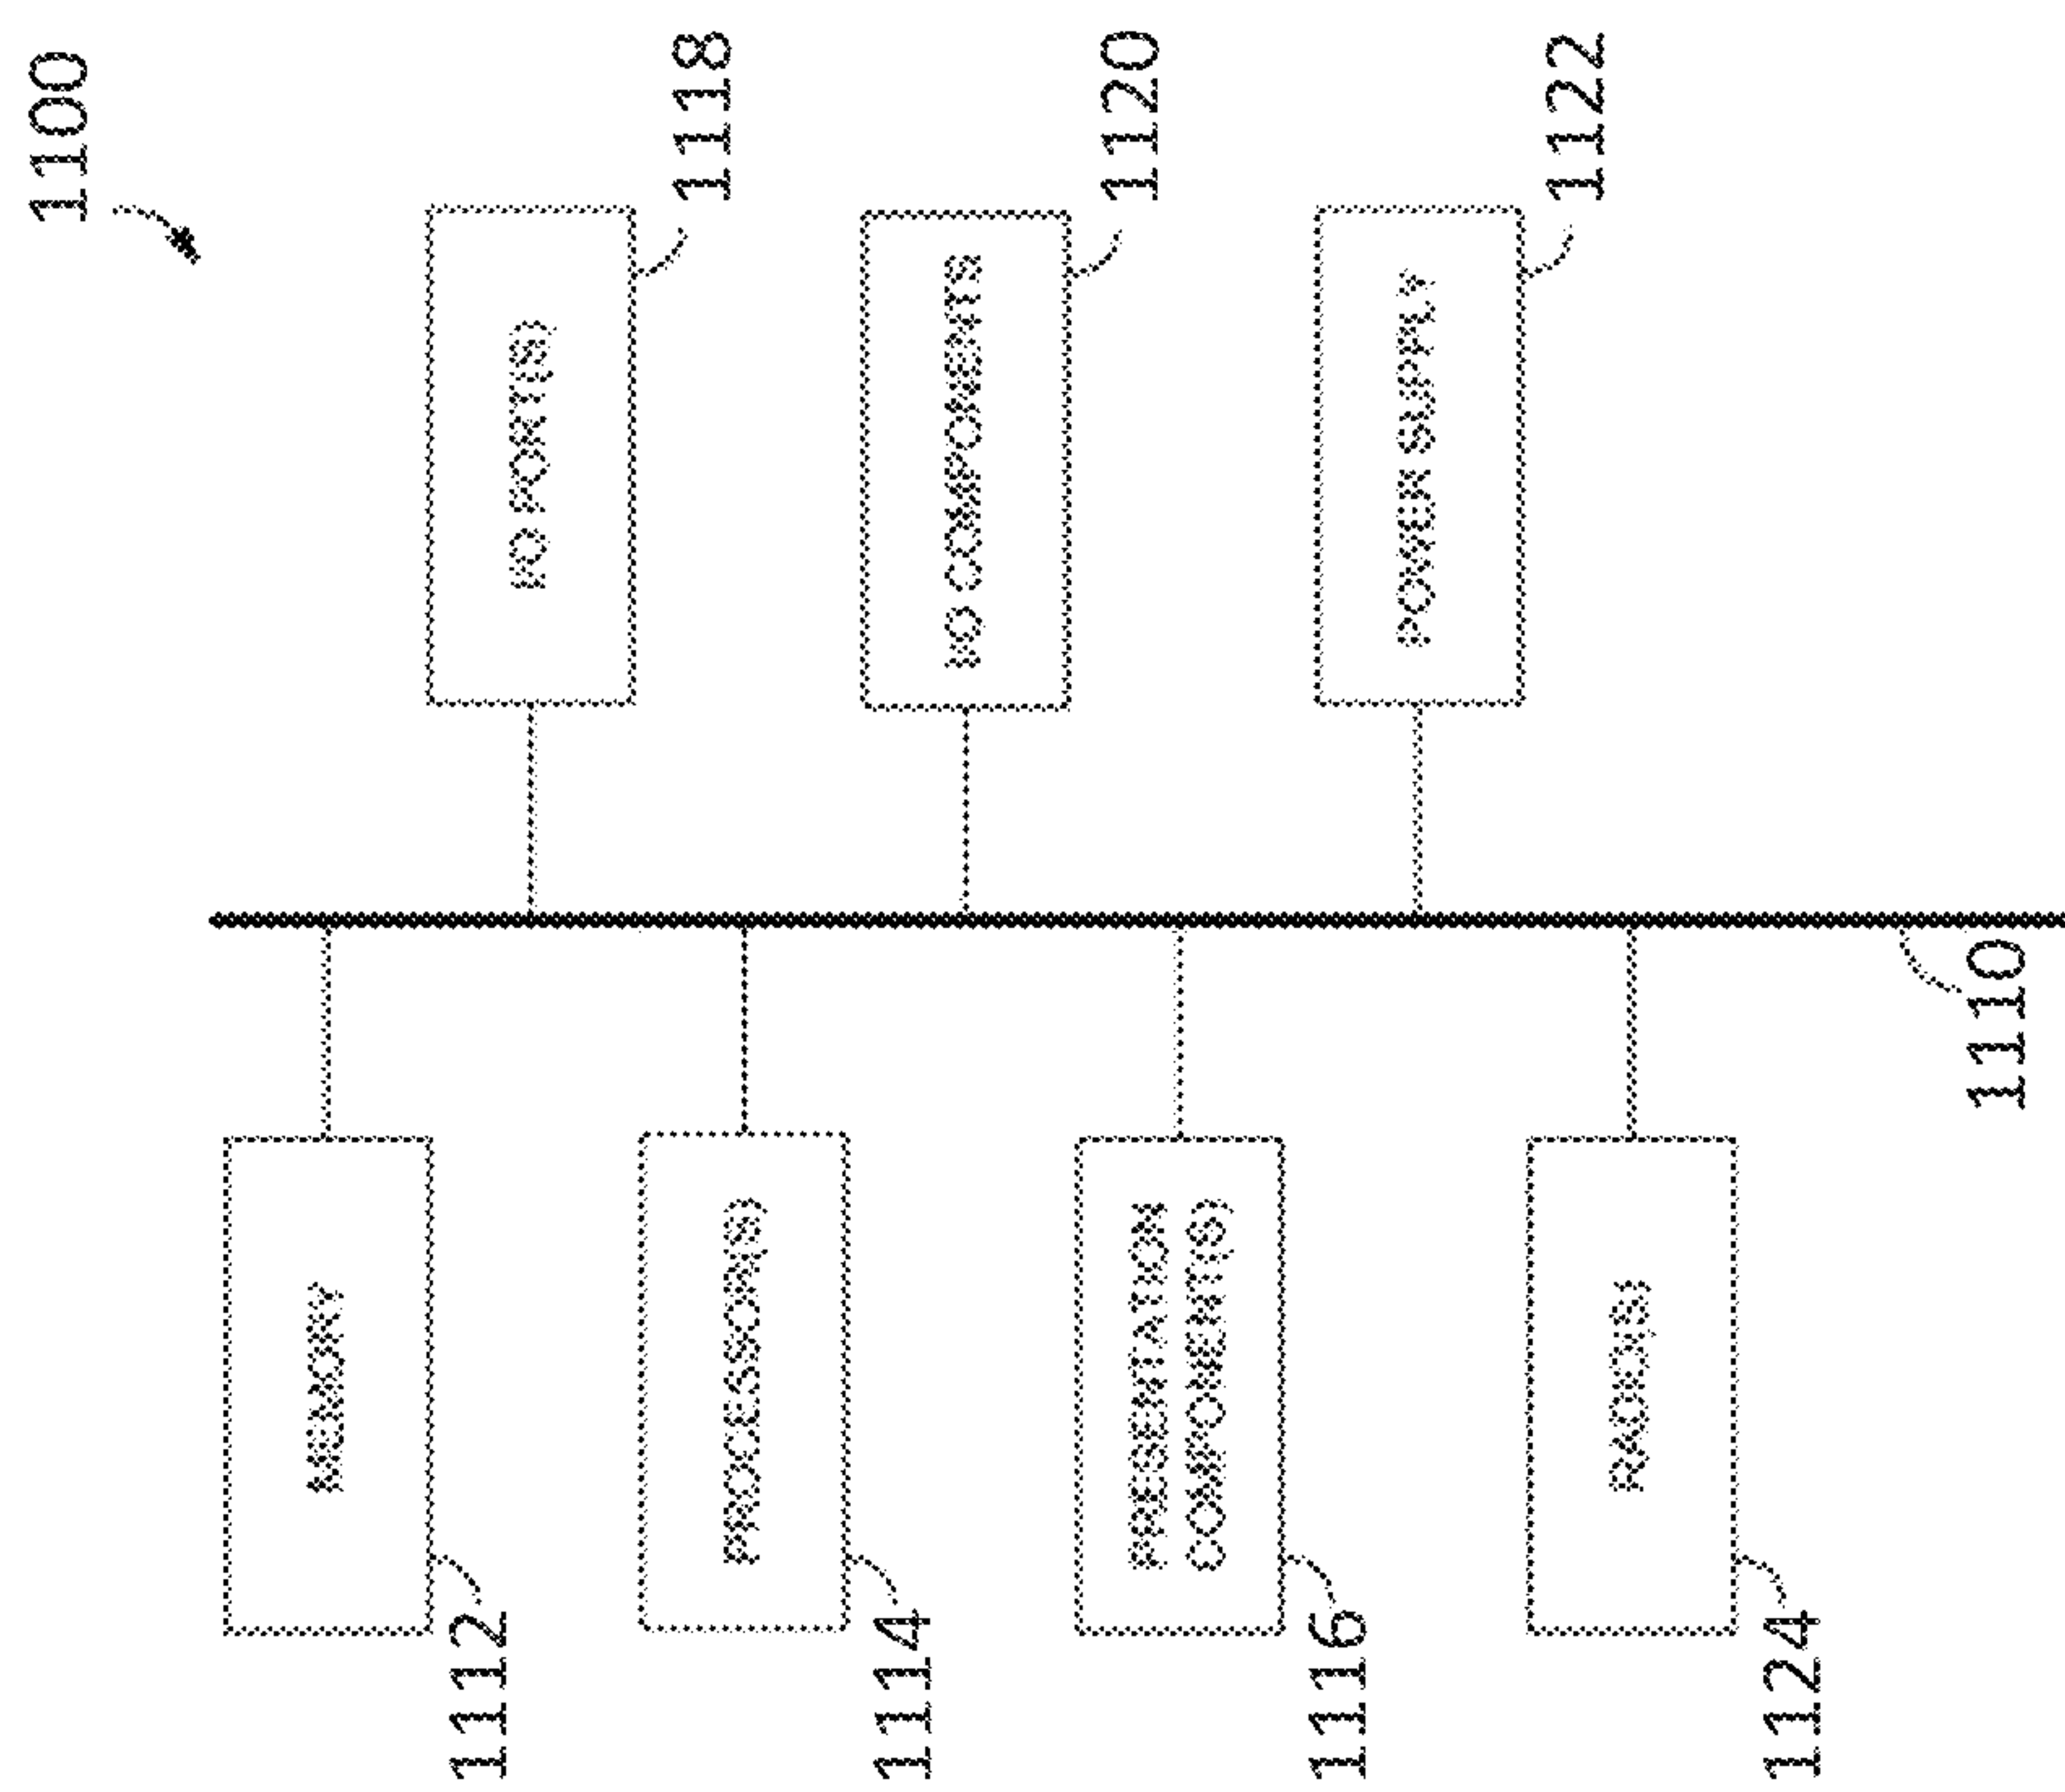 1100
MEMORY
1112
I/O PORT(S)
1118
PROCESSOR(S)
1114
I/O COMPONENTS
1120
PRESENTATION
COMPONENT(S)
1116
POWER SUPPLY
1122
RADIO(S)
1124
1110